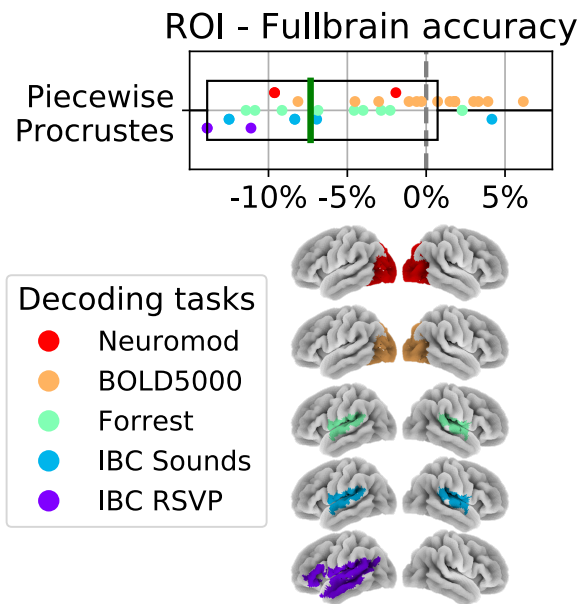 ROI - Fullbrain accuracy
Piecewise
Procrustes
-10% -5% 0% 5%
Decoding tasks
Neuromod
BOLD5000
Forrest
IBC Sounds
IBC RSVP